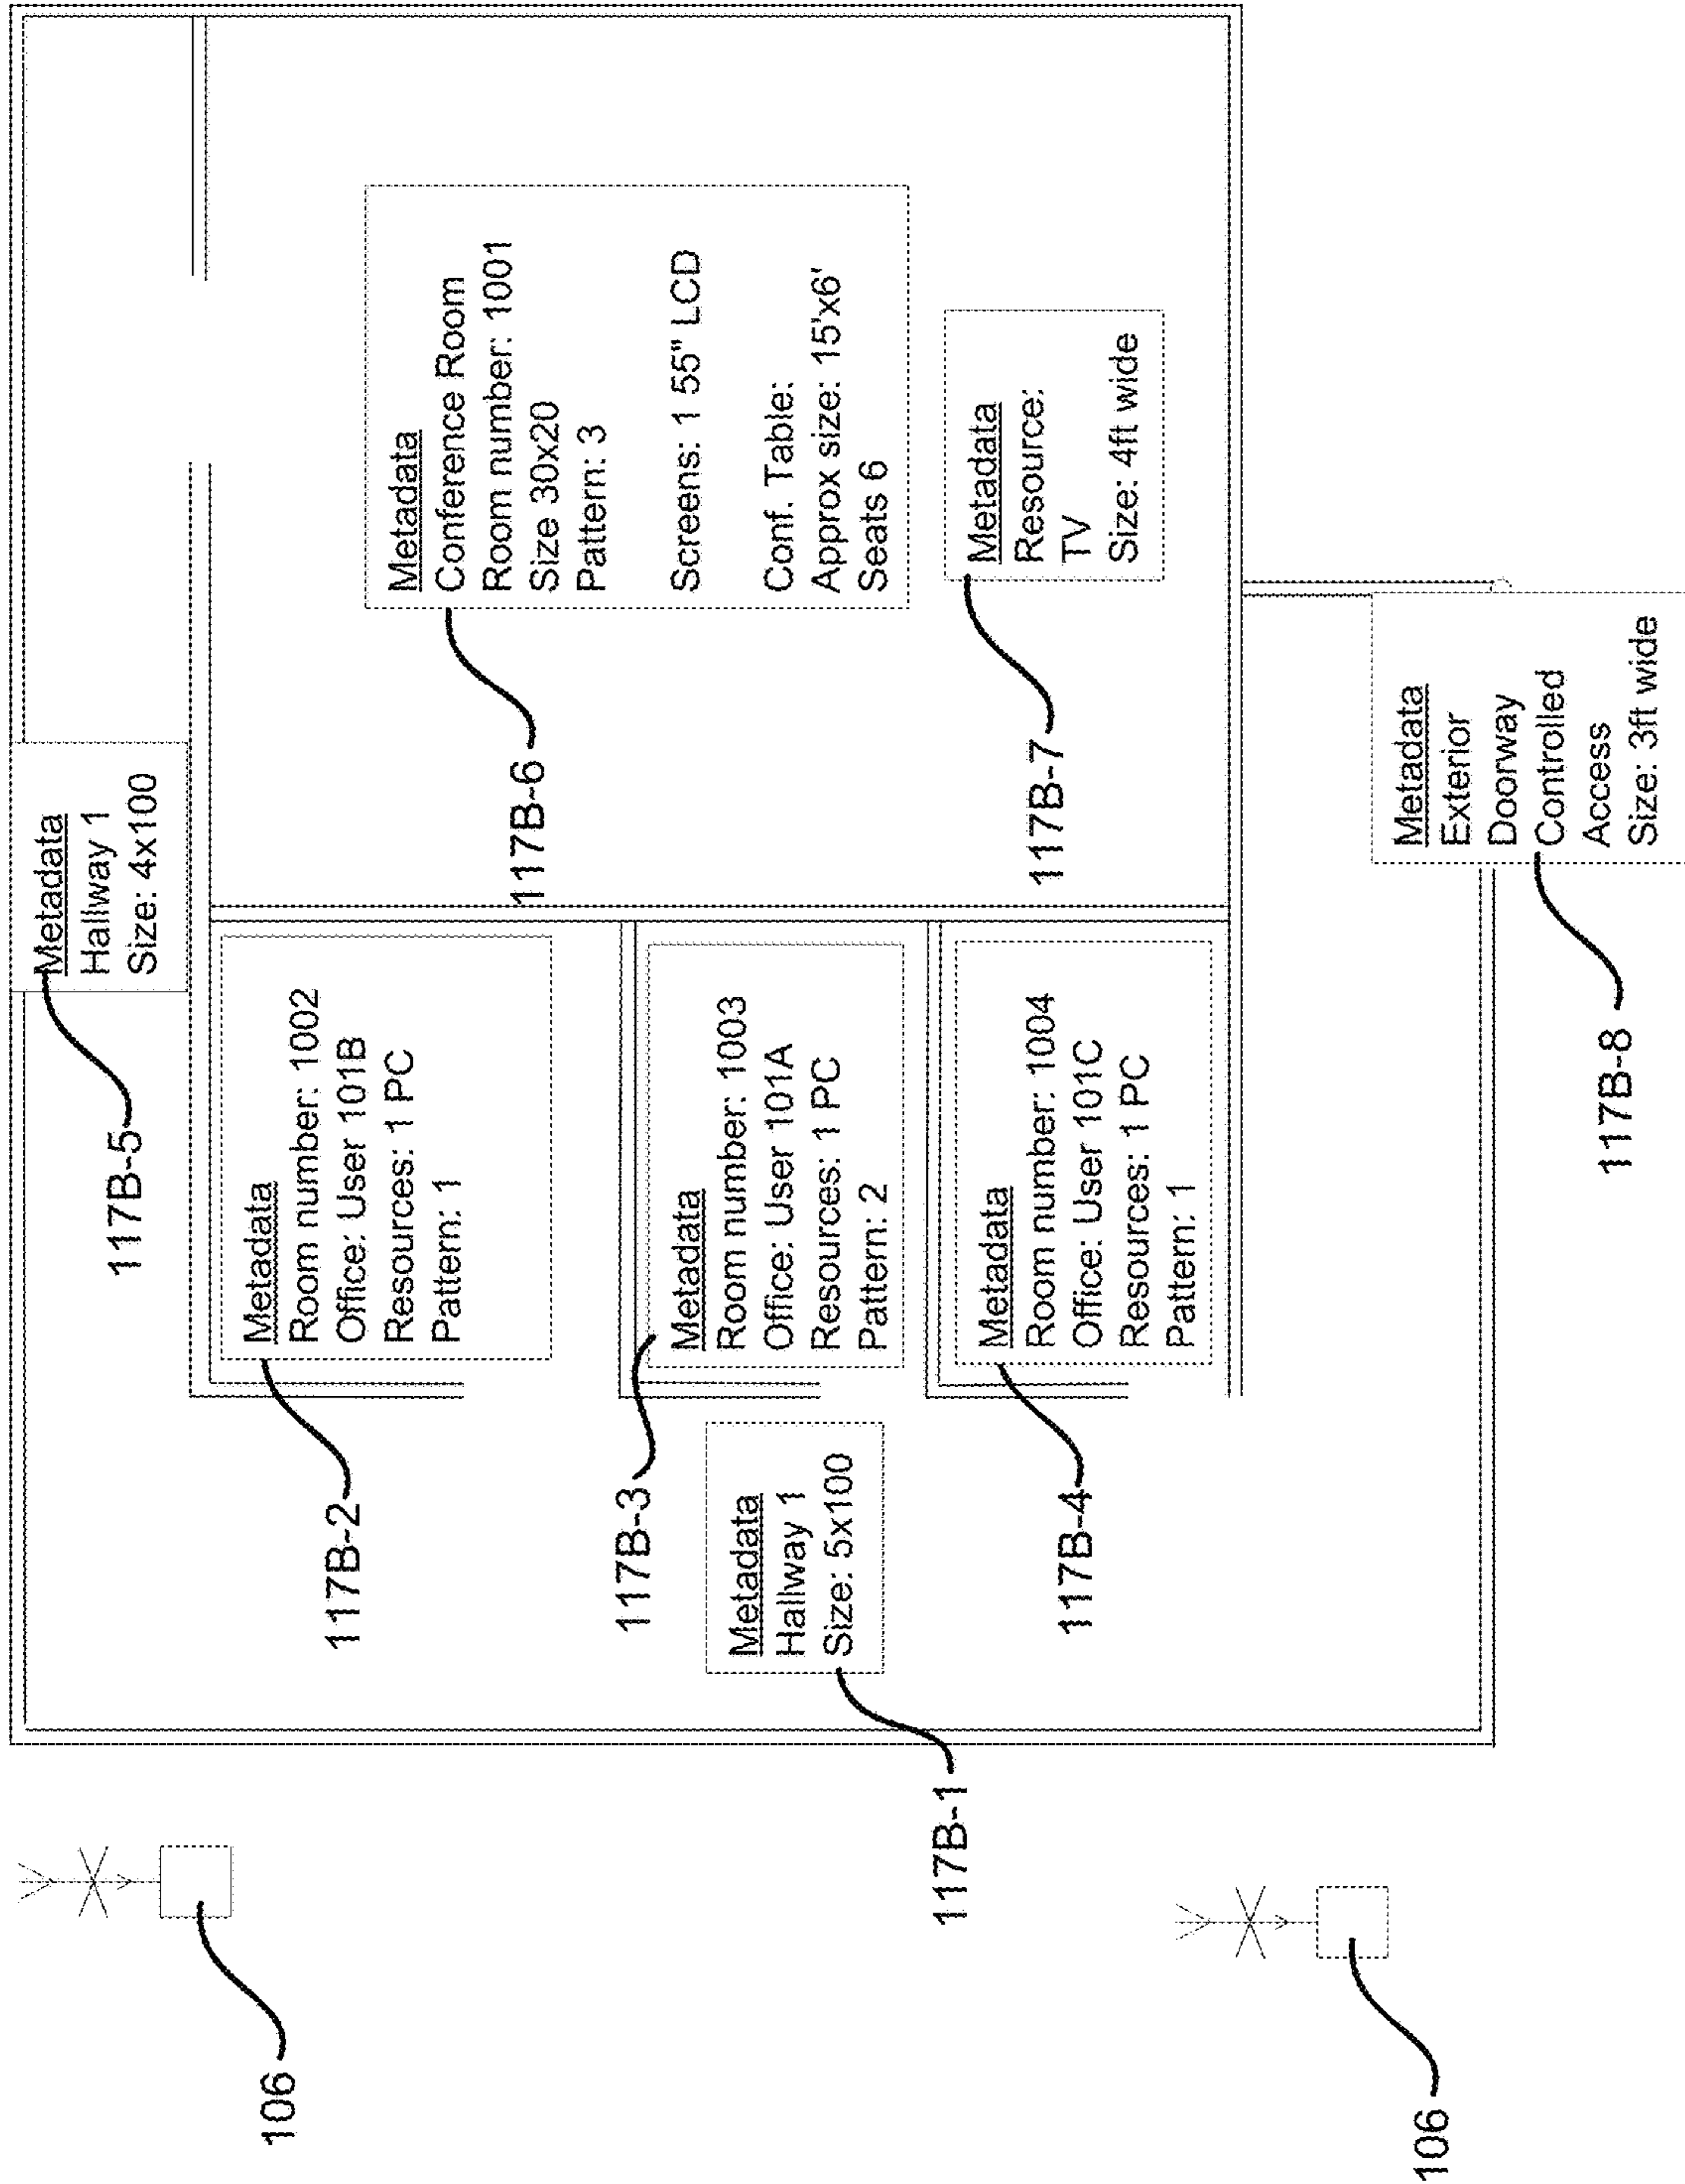 Metadata
Hallway 1
Size: 4x100
117B-5
106
Metadata
Room number: 1002
Office: User 101B
Resources: 1 PC
Pattern: 1
117B-2
Metadata
Conference Room
Room number: 1001
Size 30x20
Pattern: 3
Screens: 1 55" LCD
Conf. Table:
Approx size: 15'x6'
Seats 6
117B-6
117B-3
Metadata
Room number: 1003
Office: User 101A
Resources: 1 PC
Pattern: 2
Metadata
Hallway 1
Size: 5x100
117B-1
Metadata
Room number: 1004
Office: User 101C
Resources: 1 PC
Pattern: 1
117B-4
Metadata
Resource:
TV
Size: 4ft wide
117B-7
106
Metadata
Exterior
Doorway
Controlled
Access
Size: 3ft wide
117B-8